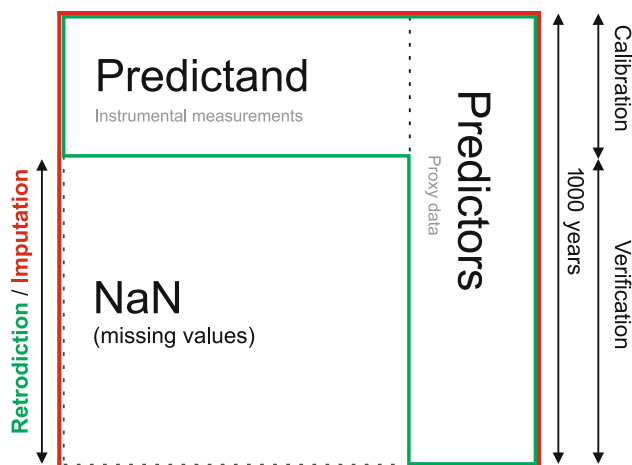 Predictand
Instrumental measurements
Predictors
Proxy data
NaN
(missing values)
Retrodiction / Imputation
1000 years
Calibration
Verification